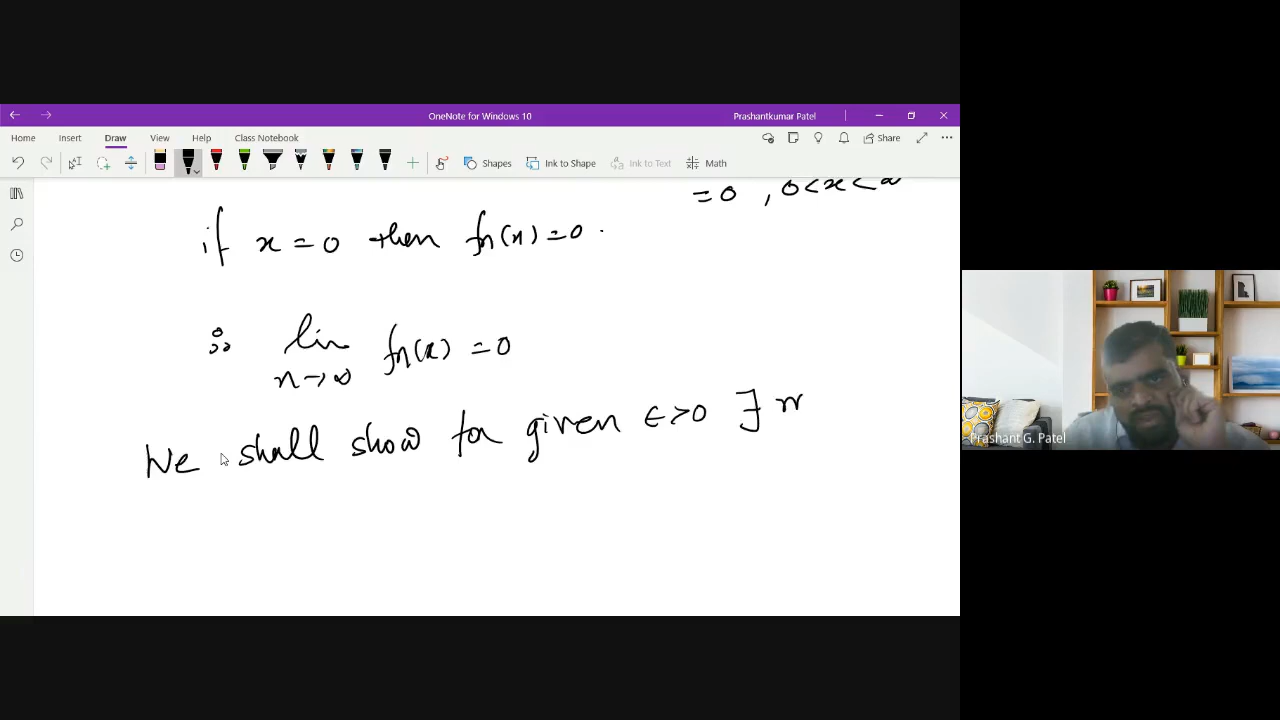 OneNote for Windows 10
Prashantkumar Patel
Home Insert Draw View Help Class Notebook
Share
Shapes Ink to Shape Ink to Text Math
= 0 , 0 < x < ∞
if x = 0 then fn(x) = 0 .
∴ lim fn(x) = 0
n → ∞
We shall show for given ε > 0 ∃ m
Prashant G. Patel